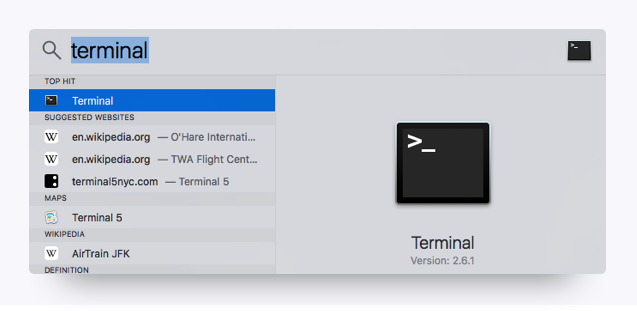 terminal
TOP HIT
Terminal
SUGGESTED WEBSITES
en.wikipedia.org — O'Hare Internati...
en.wikipedia.org — TWA Flight Cent...
terminal5nyc.com — Terminal 5
MAPS
Terminal 5
WIKIPEDIA
AirTrain JFK
DEFINITION
Terminal
Version: 2.6.1